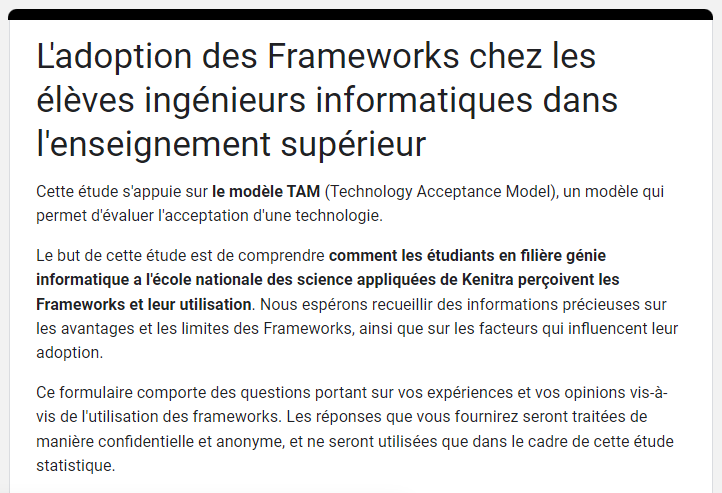 L'adoption des Frameworks chez les
élèves ingénieurs informatiques dans
l'enseignement supérieur
Cette étude s'appuie sur le modèle TAM (Technology Acceptance Model), un modèle qui
permet d'évaluer l'acceptation d'une technologie.
Le but de cette étude est de comprendre comment les étudiants en filière génie
informatique a l'école nationale des science appliquées de Kenitra perçoivent les
Frameworks et leur utilisation. Nous espérons recueillir des informations précieuses sur
les avantages et les limites des Frameworks, ainsi que sur les facteurs qui influencent leur
adoption.
Ce formulaire comporte des questions portant sur vos expériences et vos opinions vis-à-
vis de l'utilisation des frameworks. Les réponses que vous fournirez seront traitées de
manière confidentielle et anonyme, et ne seront utilisées que dans le cadre de cette étude
statistique.